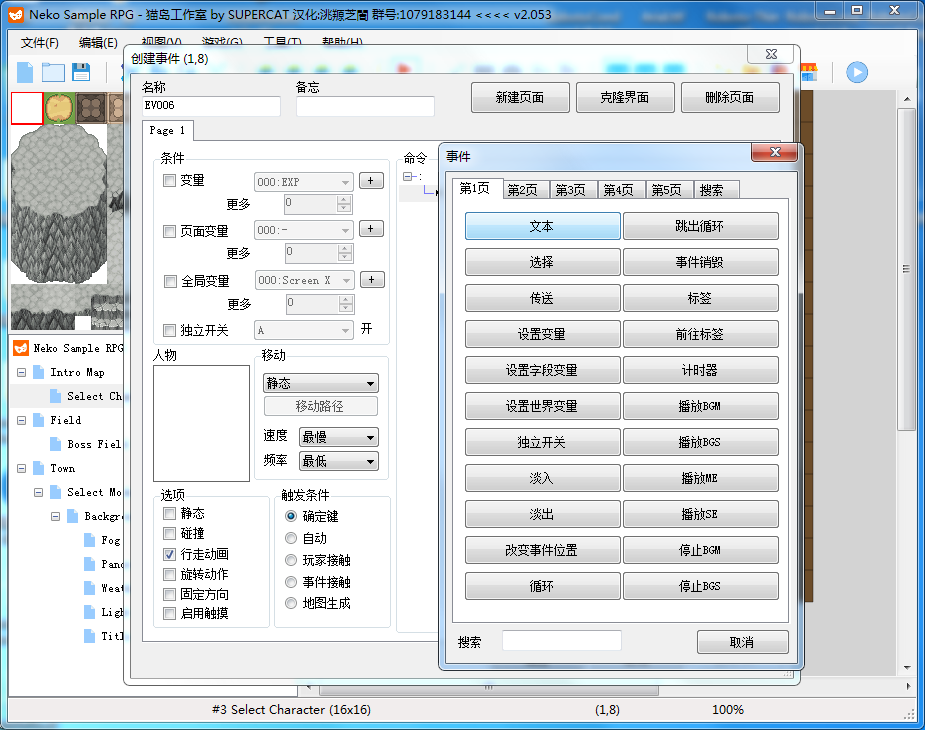 Neko Sample RPG - 猫岛工作室 by SUPERCAT 汉化:洮赈芝蘭 群号:1079183144 <<<< v2.053
文件(F) 编辑(E) 视图(V) 游戏(G) 工具(T) 帮助(H)
创建事件 (1,8)
名称 备忘
EV006
新建页面 克隆界面 删除页面
Page 1
条件
变量 000:EXP +
更多 0
页面变量 000:- +
更多 0
全局变量 000:Screen X +
更多 0
独立开关 A 开
人物 移动
静态
移动路径
速度 最慢
频率 最低
选项
静态
碰撞
行走动画
旋转动作
固定方向
启用触摸
触发条件
确定键
自动
玩家接触
事件接触
地图生成
命令
:
事件
第1页 第2页 第3页 第4页 第5页 搜索
文本 跳出循环
选择 事件销毁
传送 标签
设置变量 前往标签
设置字段变量 计时器
设置世界变量 播放BGM
独立开关 播放BGS
淡入 播放ME
淡出 播放SE
改变事件位置 停止BGM
循环 停止BGS
搜索 取消
Neko Sample RPG
Intro Map
Select Ch
Field
Boss Fiel
Town
Select Mo
Backgr
Fog
Pano
Weat
Ligh
Titl
#3 Select Character (16x16) (1,8) 100%